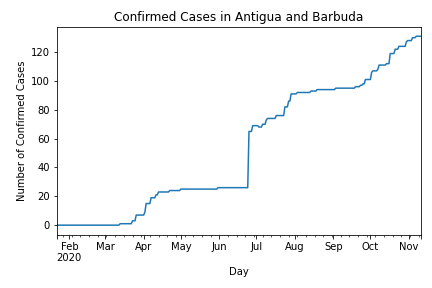 Confirmed Cases in Antigua and Barbuda
Number of Confirmed Cases
120
100
80
60
40
20
0
Feb Mar Apr May Jun Jul Aug Sep Oct Nov
2020
Day